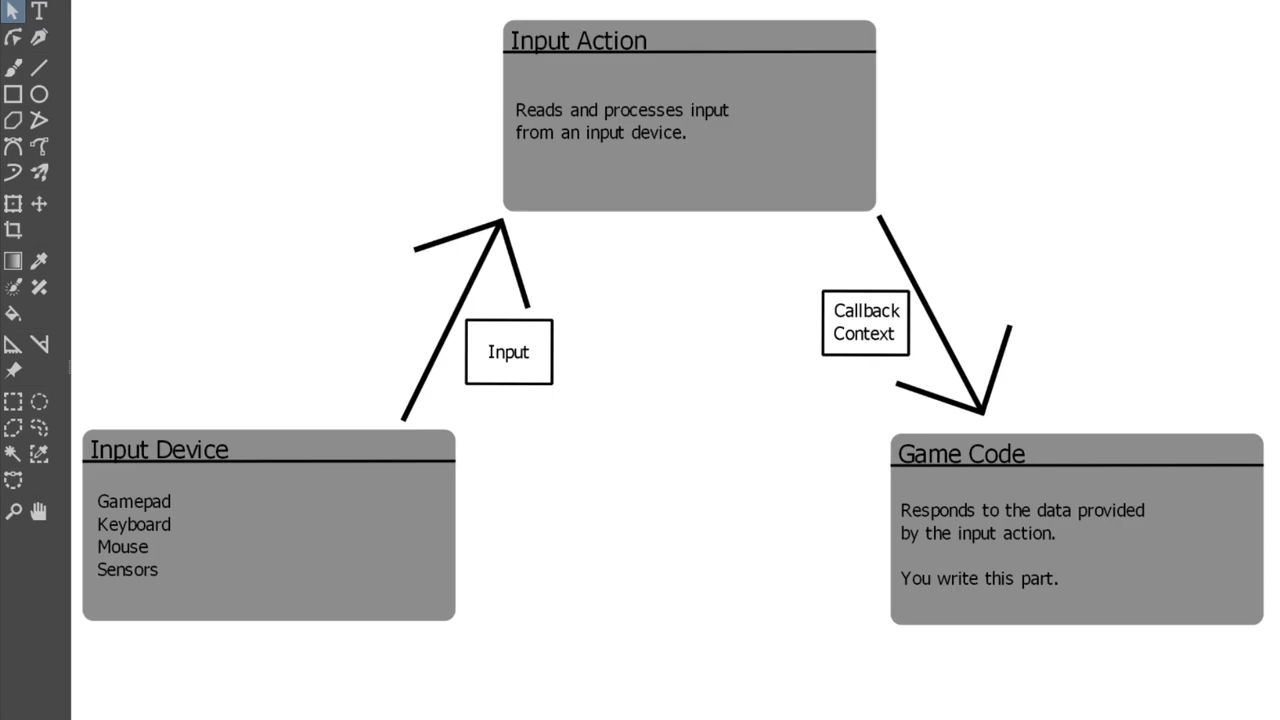 Input Action
Reads and processes input
from an input device.
Input
Callback
Context
Input Device
Gamepad
Keyboard
Mouse
Sensors
Game Code
Responds to the data provided
by the input action.
You write this part.